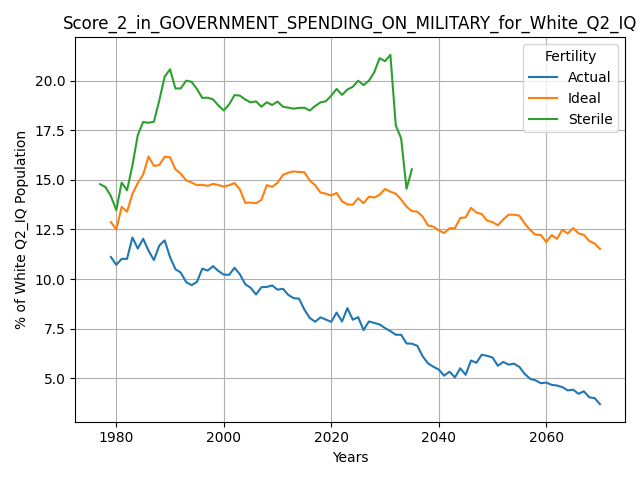 Score_2_in_GOVERNMENT_SPENDING_ON_MILITARY_for_White_Q2_IQ
Fertility
Actual
Ideal
Sterile
% of White Q2_IQ Population
20.0
17.5
15.0
12.5
10.0
7.5
5.0
1980 2000 2020 2040 2060
Years